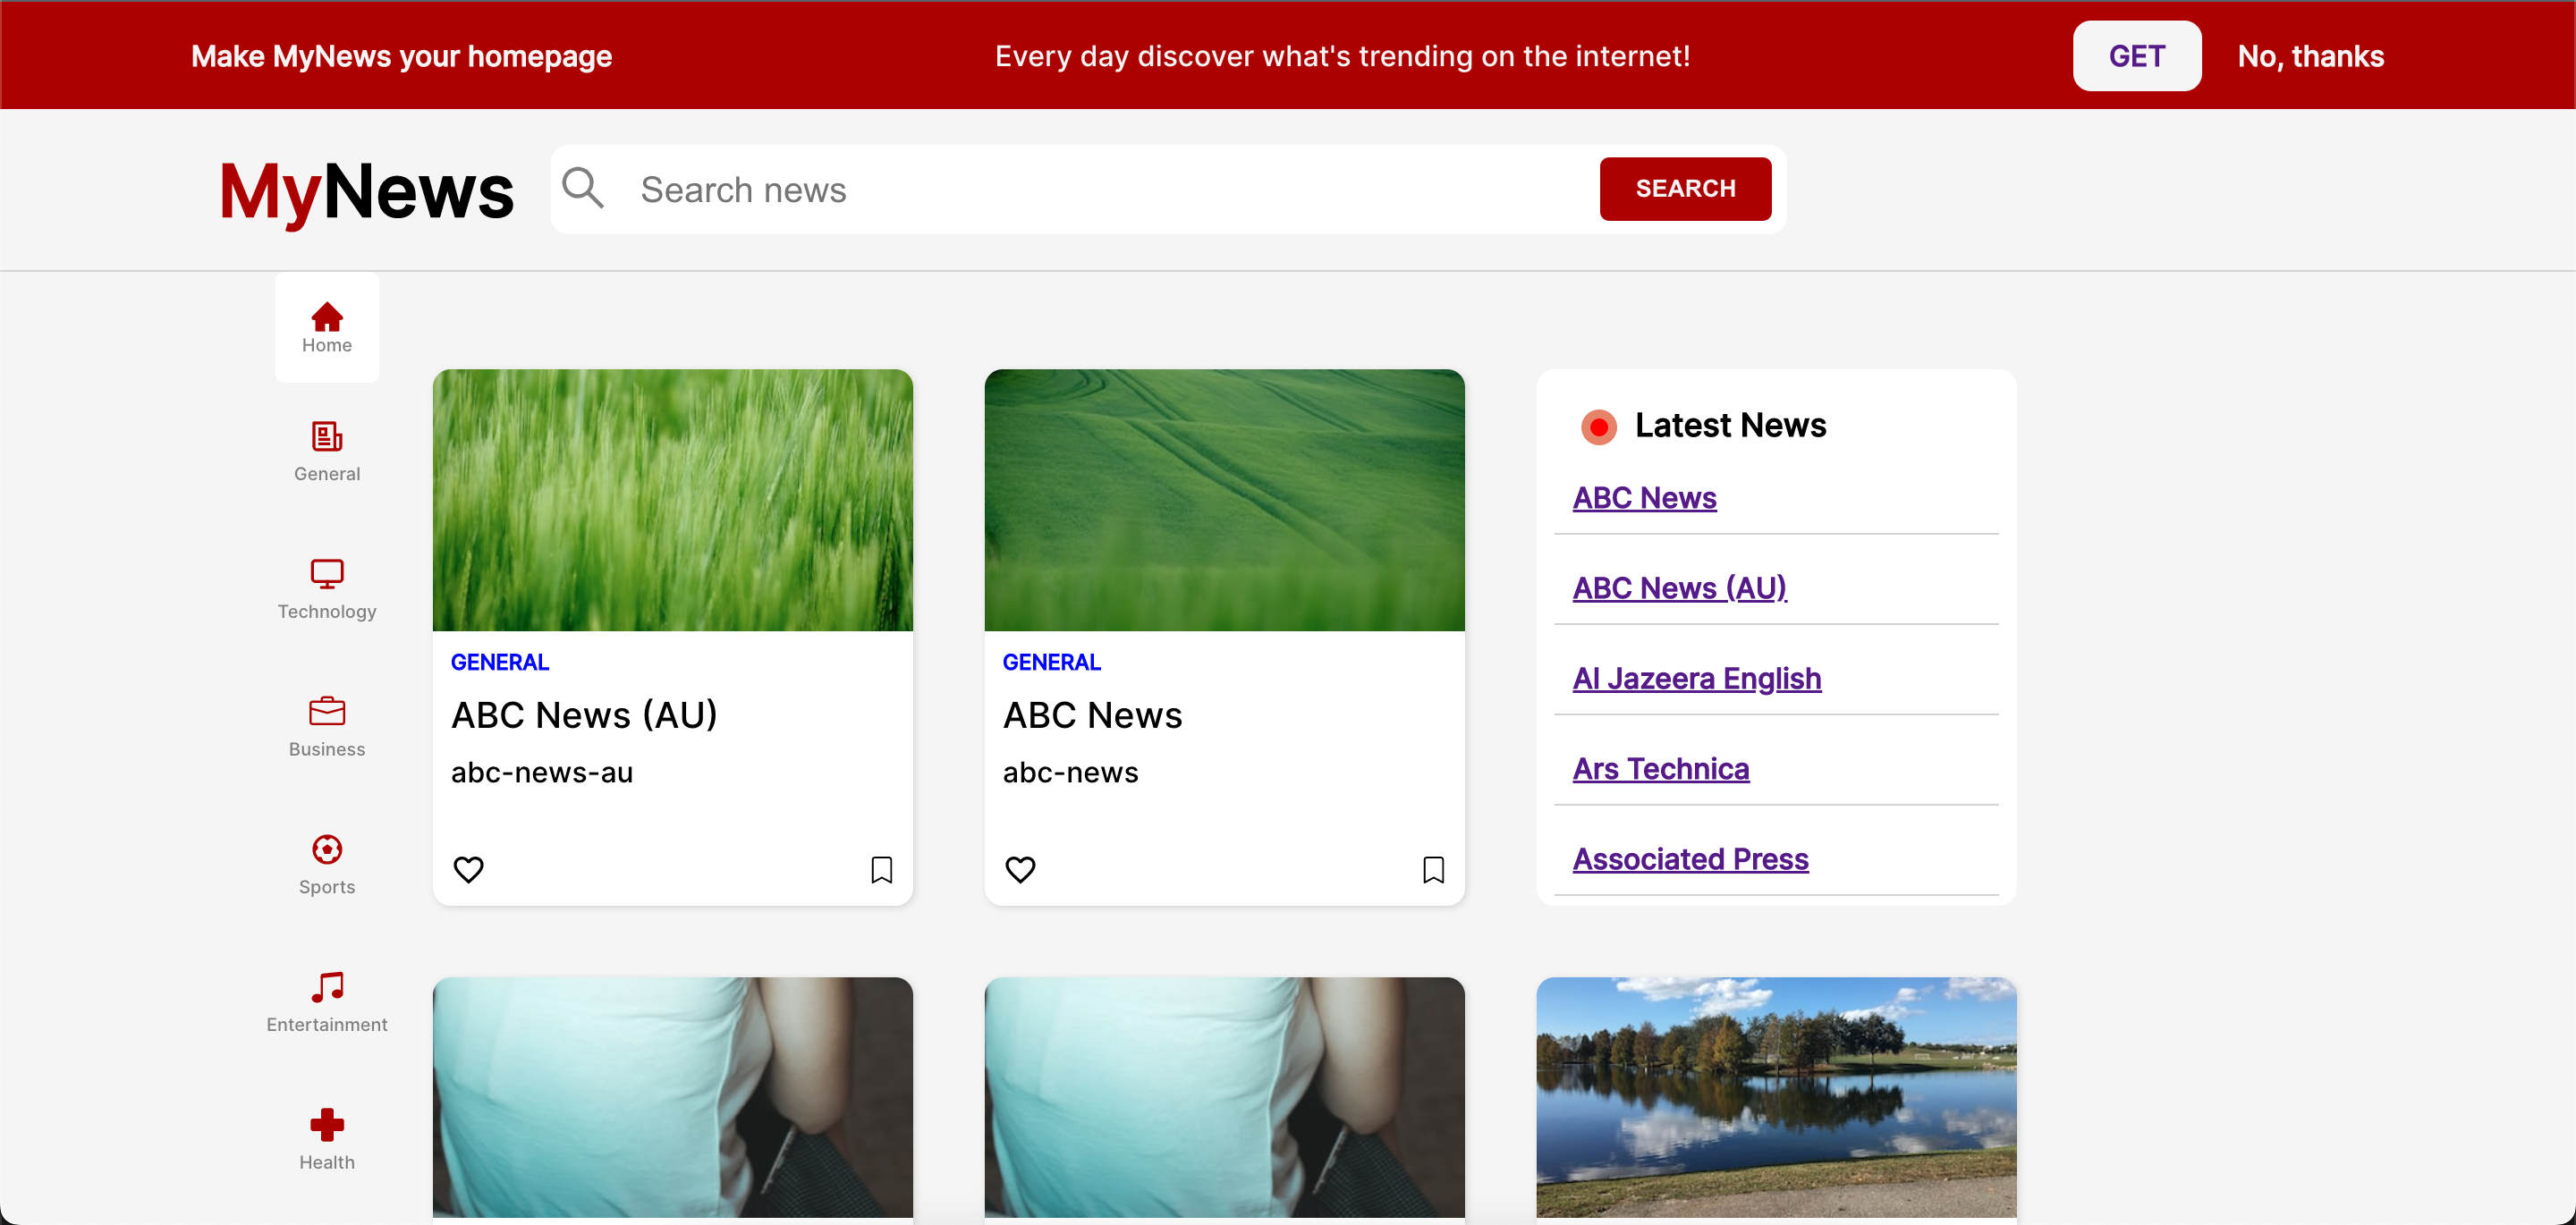 Make MyNews your homepage
Every day discover what's trending on the internet!
GET
No, thanks
MyNews
Search news
SEARCH
Home
General
Technology
Business
Sports
Entertainment
Health
GENERAL
ABC News (AU)
abc-news-au
GENERAL
ABC News
abc-news
Latest News
ABC News
ABC News (AU)
Al Jazeera English
Ars Technica
Associated Press